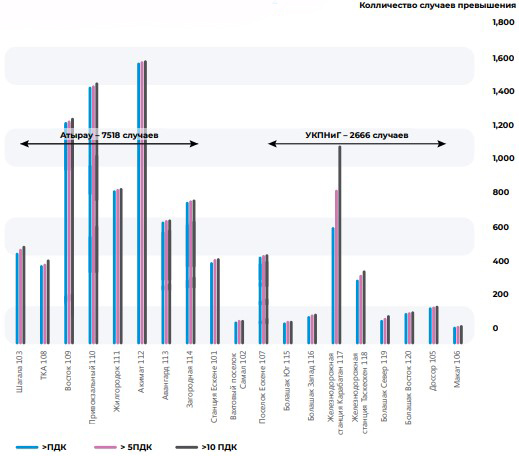 Колличество случаев превышения
1,800
1,600
1,400
1,200
1,000
800
600
400
200
0
Атырау – 7518 случаев
УКПНиГ – 2666 случаев
Шагала 103
ТКА 108
Восток 109
Привокзальный 110
Жилгородок 111
Акимат 112
Авангард 113
Загородная 114
Станция Ескене 101
Вахтовый поселок
Самал 102
Поселок Ескене 107
Болашак Юг 115
Болашак Запад 116
Железнодорожная
станция Карабатан 117
Железнодорожная
станция Таскескен 118
Болашак Север 119
Болашак Восток 120
Доссор 105
Макат 106
>ПДК
> 5ПДК
>10 ПДК